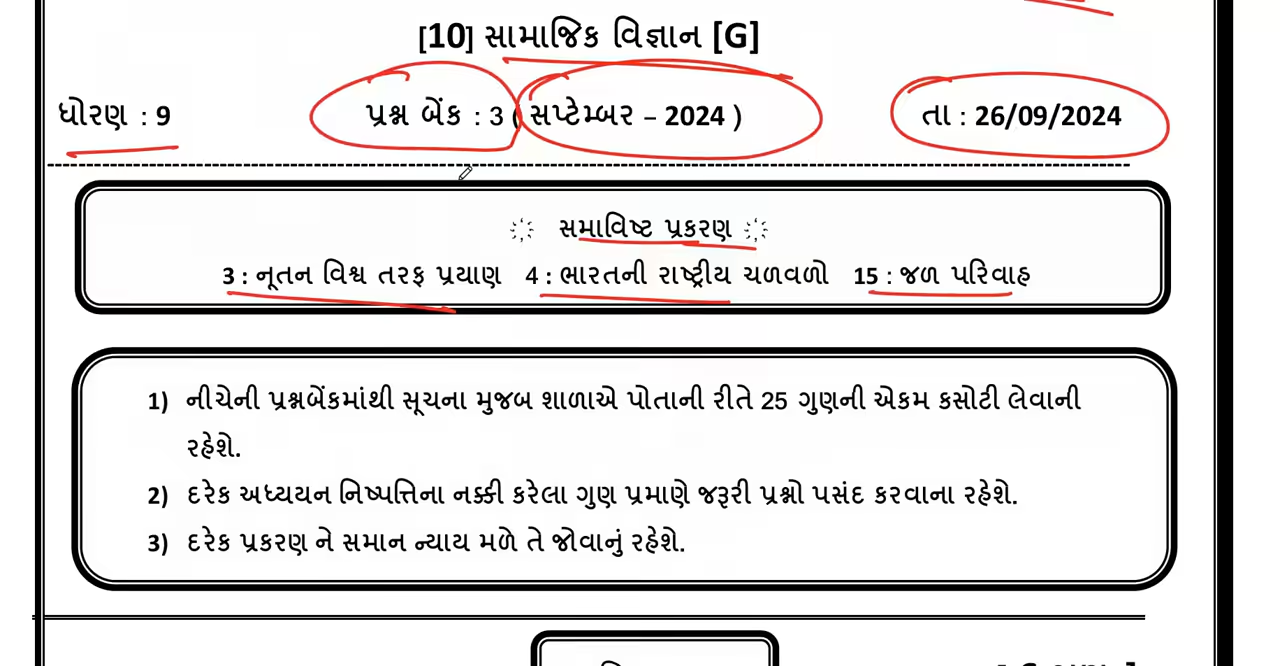 [10] સામાજિક વિજ્ઞાન [G]
ધોરણ : 9 પ્રશ્ન બેંક : 3 ( સપ્ટેમ્બર – 2024 ) તા : 26/09/2024
સમાવિષ્ટ પ્રકરણ
3 : નૂતન વિશ્વ તરફ પ્રયાણ 4 : ભારતની રાષ્ટ્રીય ચળવળો 15 : જળ પરિવાહ
1) નીચેની પ્રશ્નબેંકમાંથી સૂચના મુજબ શાળાએ પોતાની રીતે 25 ગુણની એકમ કસોટી લેવાની
રહેશે.
2) દરેક અધ્યયન નિષ્પત્તિના નક્કી કરેલા ગુણ પ્રમાણે જરૂરી પ્રશ્નો પસંદ કરવાના રહેશે.
3) દરેક પ્રકરણ ને સમાન ન્યાય મળે તે જોવાનું રહેશે.